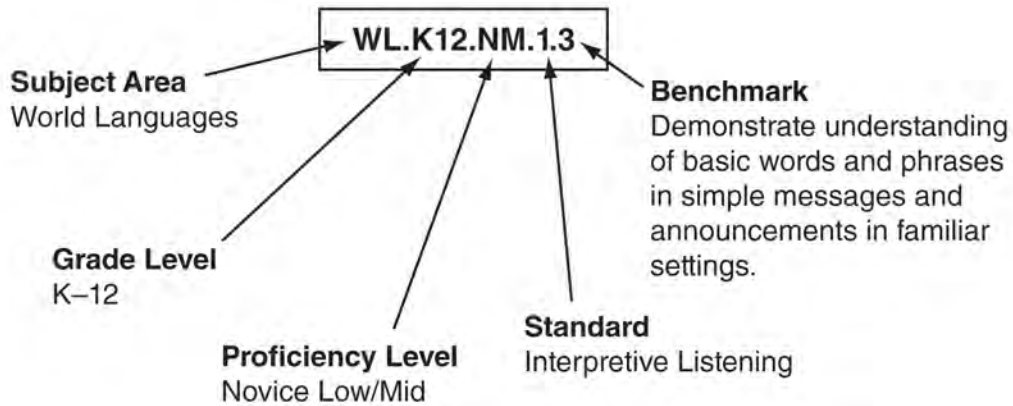 WL.K12.NM.1.3
Subject Area
World Languages
Benchmark
Demonstrate understanding
of basic words and phrases
in simple messages and
announcements in familiar
settings.
Grade Level
K–12
Proficiency Level
Novice Low/Mid
Standard
Interpretive Listening